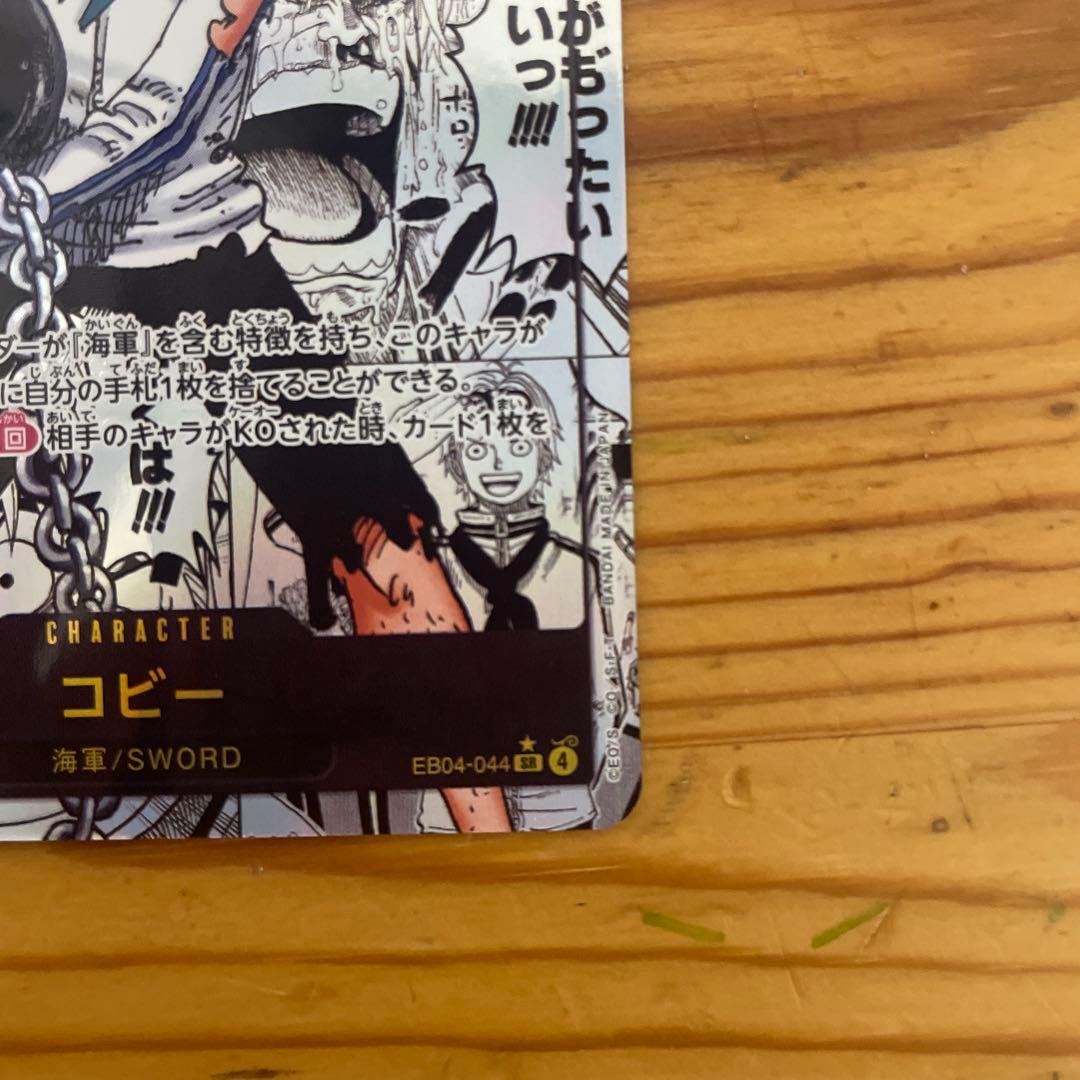 がもったい
いっ!!!!
ボロ
ダーが『海軍』を含む特徴を持ち、このキャラが
に自分の手札1枚を捨てることができる。
回 相手のキャラがKOされた時、カード1枚を
くは!!!
CHARACTER
コビー
海軍/SWORD
EB04-044 SR 4
©E.O/S. CO.,S.F.T BANDAI MADE IN JAPAN